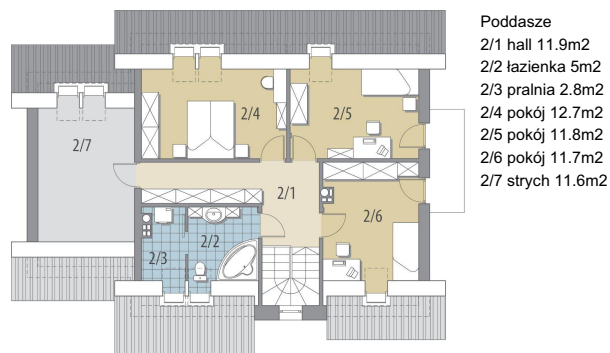 Poddasze
2/1 hall 11.9m2
2/2 łazienka 5m2
2/3 pralnia 2.8m2
2/4 pokój 12.7m2
2/5 pokój 11.8m2
2/6 pokój 11.7m2
2/7 strych 11.6m2
2/4
2/5
2/7
2/1
2/6
2/2
2/3